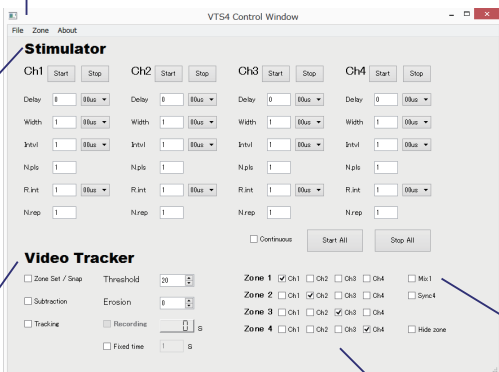 VTS4 Control Window
File Zone About
Stimulator
Ch1 Start Stop Ch2 Start Stop Ch3 Start Stop Ch4 Start Stop
Delay 0 00us Delay 0 00us Delay 0 00us Delay 0 00us
Width 1 00us Width 1 00us Width 1 00us Width 1 00us
Intvl 1 00us Intvl 1 00us Intvl 1 00us Intvl 1 00us
N.pls 1 N.pls 1 N.pls 1 N.pls 1
R.int 1 00us R.int 1 00us R.int 1 00us R.int 1 00us
N.rep 1 N.rep 1 N.rep 1 N.rep 1
Continuous Start All Stop All
Video Tracker
Zone Set / Snap Threshold 20 Zone 1 Ch1 Ch2 Ch3 Ch4 Mix1
Subtraction Erosion 0 Zone 2 Ch1 Ch2 Ch3 Ch4 Sync4
Tracking Recording 0 S Zone 3 Ch1 Ch2 Ch3 Ch4
Fixed time 1 S Zone 4 Ch1 Ch2 Ch3 Ch4 Hide zone